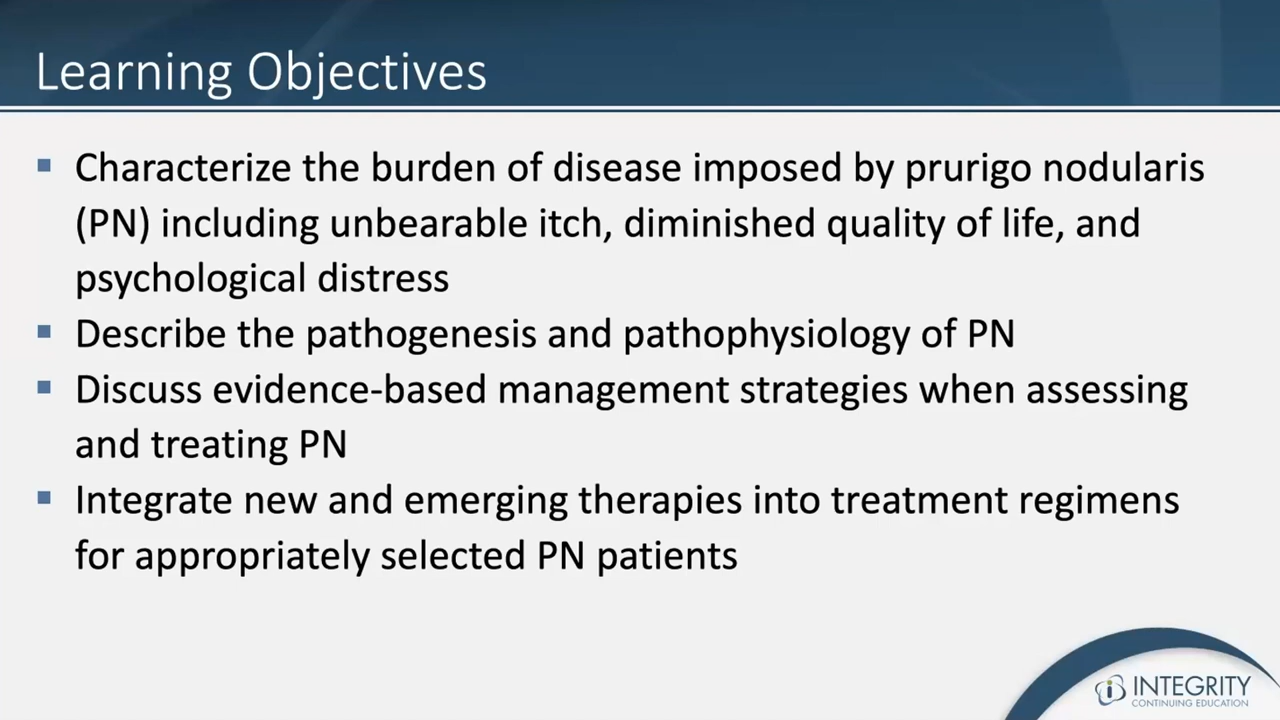 Learning Objectives
Characterize the burden of disease imposed by prurigo nodularis
(PN) including unbearable itch, diminished quality of life, and
psychological distress
Describe the pathogenesis and pathophysiology of PN
Discuss evidence-based management strategies when assessing
and treating PN
Integrate new and emerging therapies into treatment regimens
for appropriately selected PN patients
INTEGRITY
CONTINUING EDUCATION